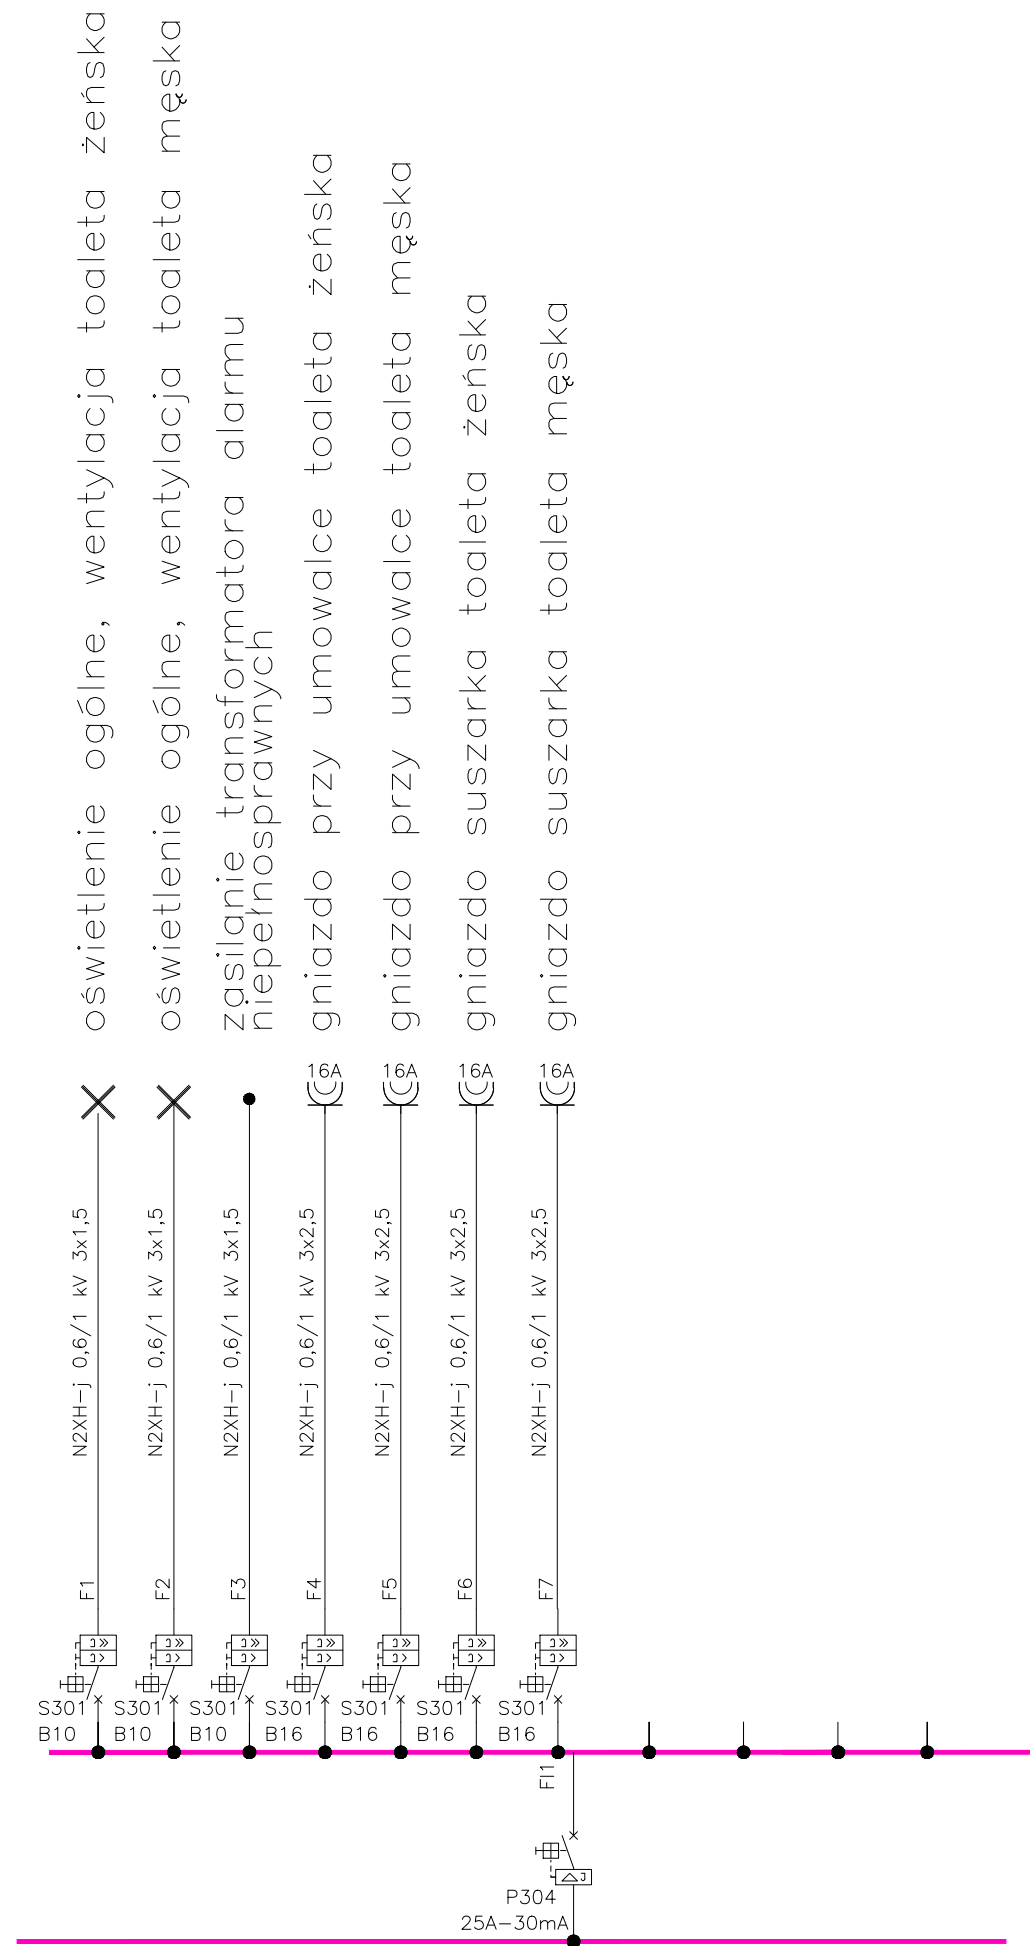 oświetlenie ogólne, wentylacja toaleta żeńska
oświetlenie ogólne, wentylacja toaleta męska
zasilanie transformatora alarmu
niepełnosprawnych
gniazdo przy umowalce toaleta żeńska
gniazdo przy umowalce toaleta męska
gniazdo suszarka toaleta żeńska
gniazdo suszarka toaleta męska
16A
16A
16A
16A
N2XH-j 0,6/1 kV 3x1,5
N2XH-j 0,6/1 kV 3x1,5
N2XH-j 0,6/1 kV 3x1,5
N2XH-j 0,6/1 kV 3x2,5
N2XH-j 0,6/1 kV 3x2,5
N2XH-j 0,6/1 kV 3x2,5
N2XH-j 0,6/1 kV 3x2,5
F1
F2
F3
F4
F5
F6
F7
S301
B10
S301
B10
S301
B10
S301
B16
S301
B16
S301
B16
S301
B16
FI1
P304
25A-30mA